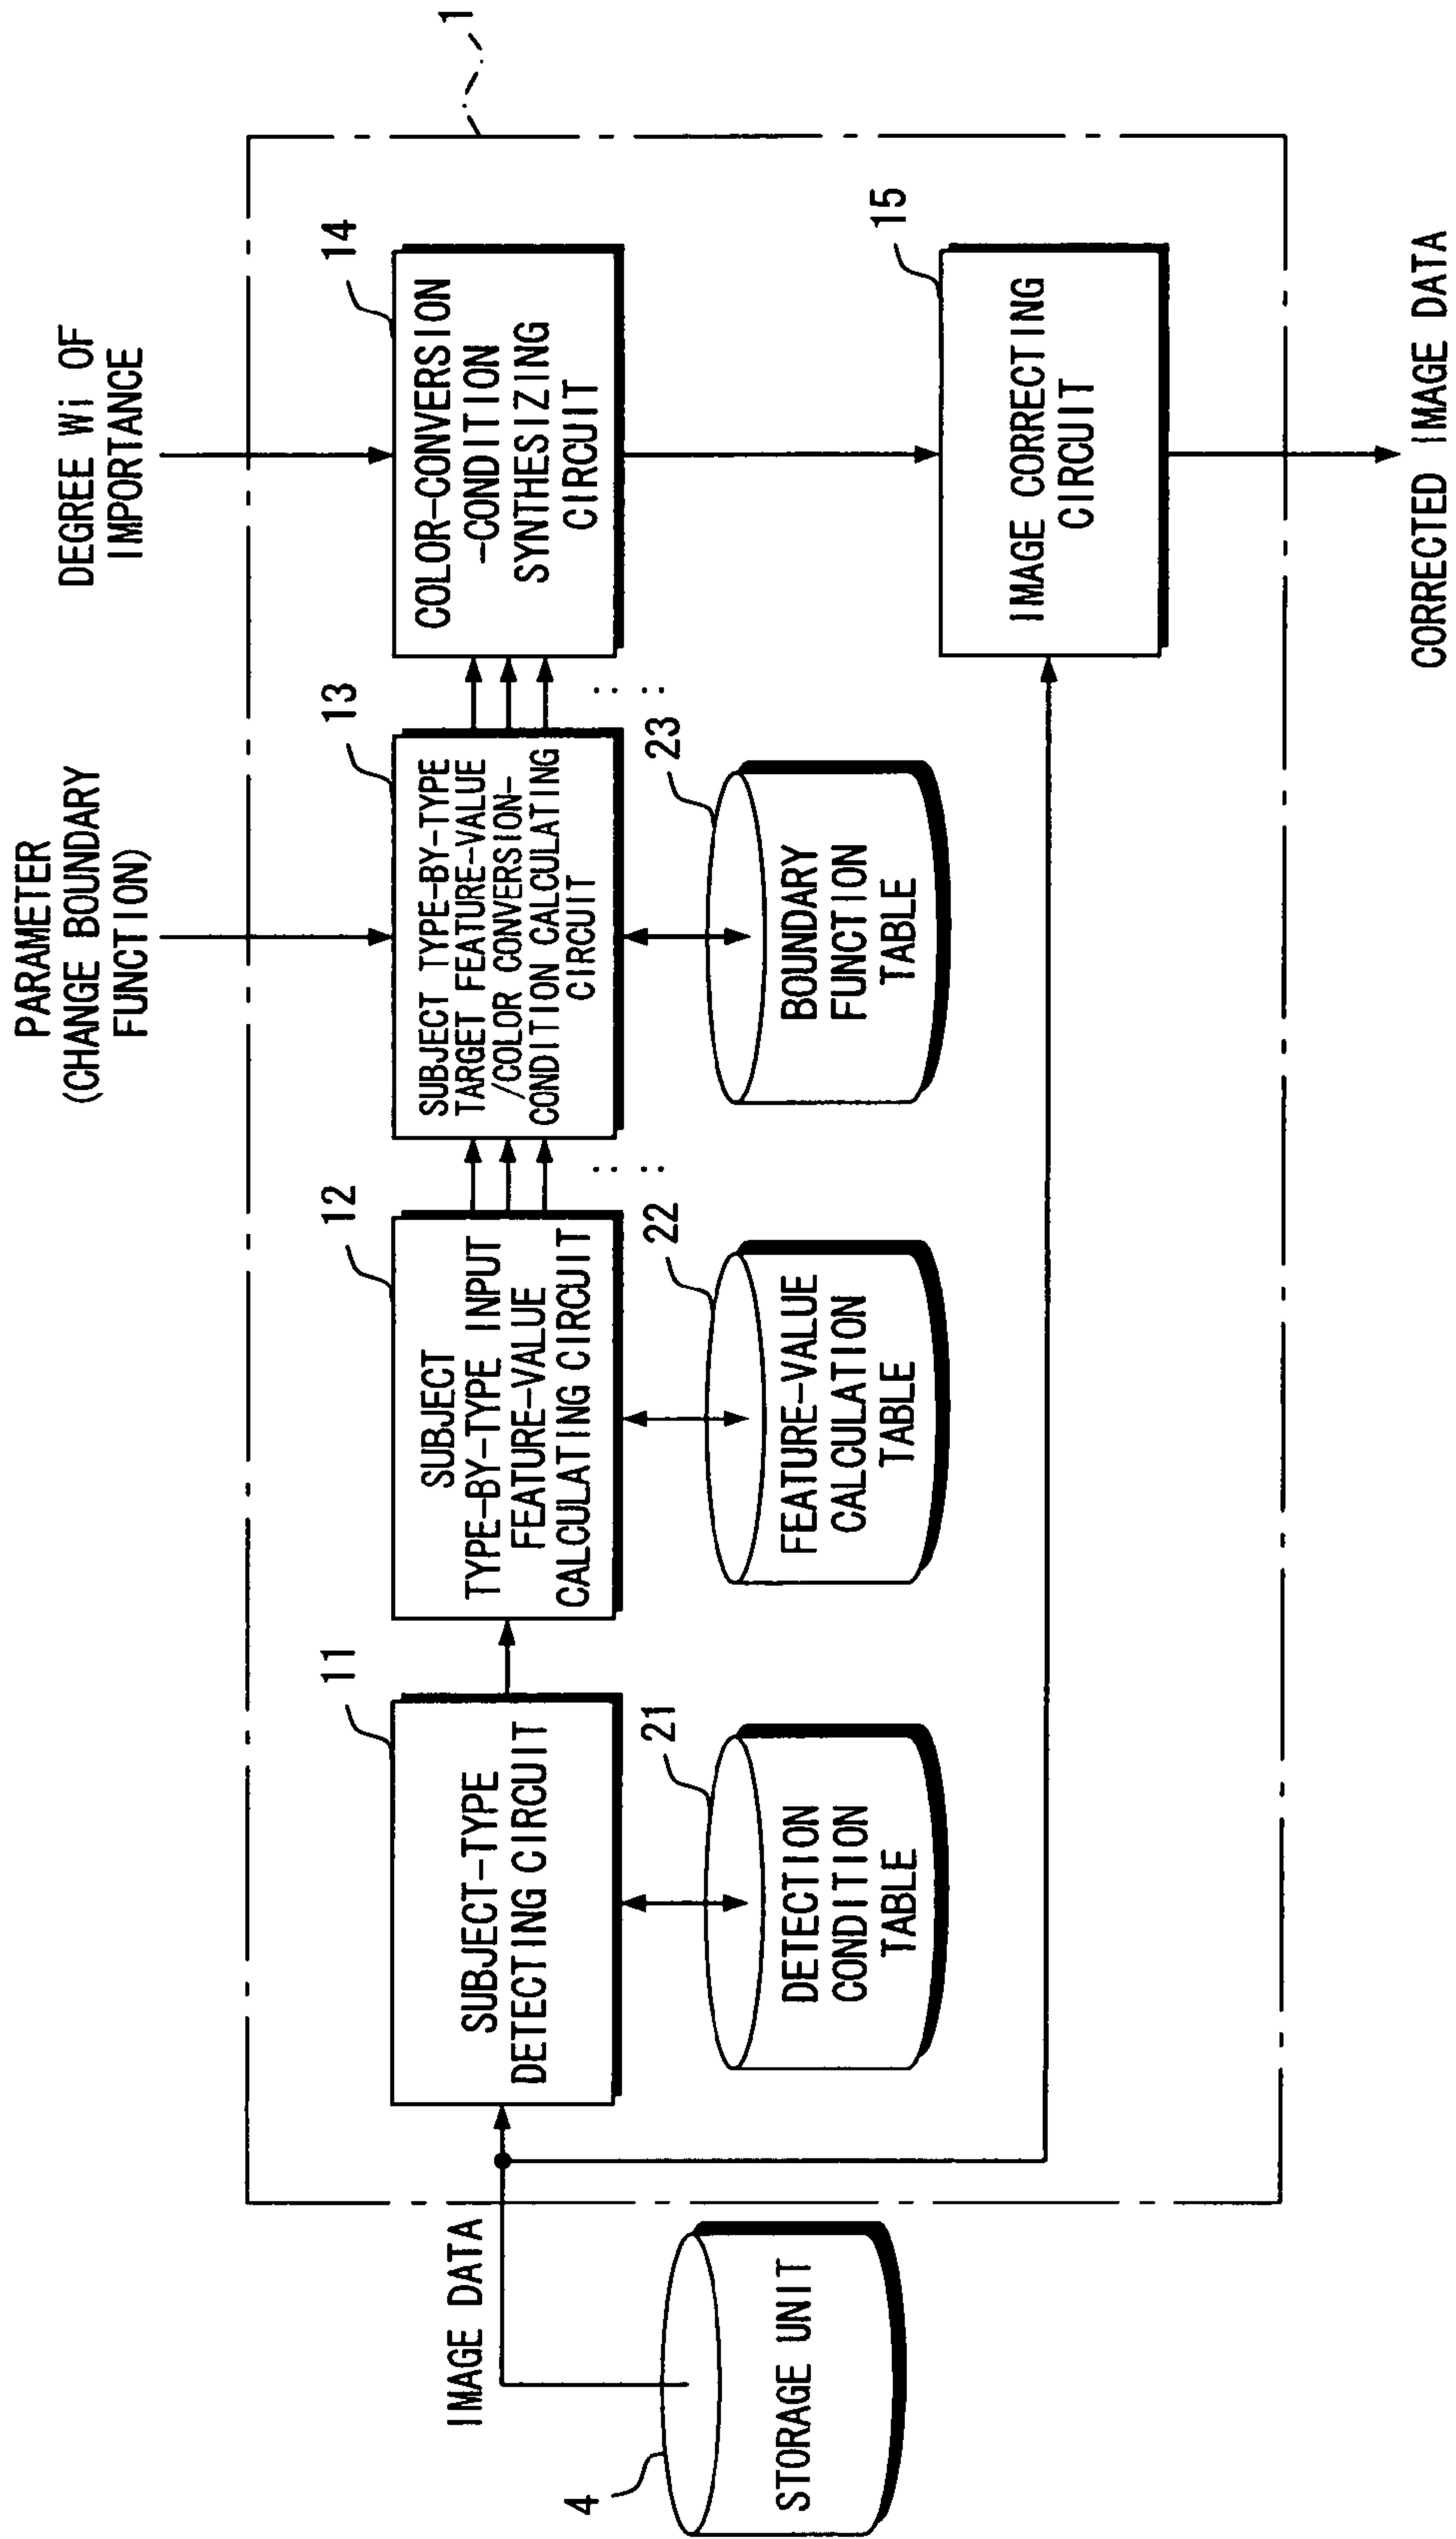 PARAMETER
(CHANGE BOUNDARY
FUNCTION)
DEGREE Wi OF
IMPORTANCE
1
IMAGE DATA
4
STORAGE UNIT
11
SUBJECT-TYPE
DETECTING CIRCUIT
12
SUBJECT
TYPE-BY-TYPE INPUT
FEATURE-VALUE
CALCULATING CIRCUIT
13
SUBJECT TYPE-BY-TYPE
TARGET FEATURE-VALUE
/COLOR CONVERSION-
CONDITION CALCULATING
CIRCUIT
14
COLOR-CONVERSION
-CONDITION
SYNTHESIZING
CIRCUIT
21
DETECTION
CONDITION
TABLE
22
FEATURE-VALUE
CALCULATION
TABLE
23
BOUNDARY
FUNCTION
TABLE
15
IMAGE CORRECTING
CIRCUIT
CORRECTED IMAGE DATA